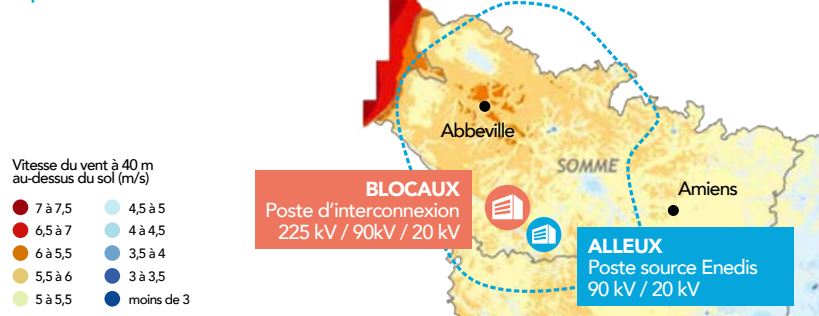 Abbeville
SOMME
Amiens
BLOCAUX
Poste d'interconnexion
225 kV / 90kV / 20 kV
ALLEUX
Poste source Enedis
90 kV / 20 kV
Vitesse du vent à 40 m
au-dessus du sol (m/s)
7 à 7,5
6,5 à 7
6 à 5,5
5,5 à 6
5 à 5,5
4,5 à 5
4 à 4,5
3,5 à 4
3 à 3,5
moins de 3